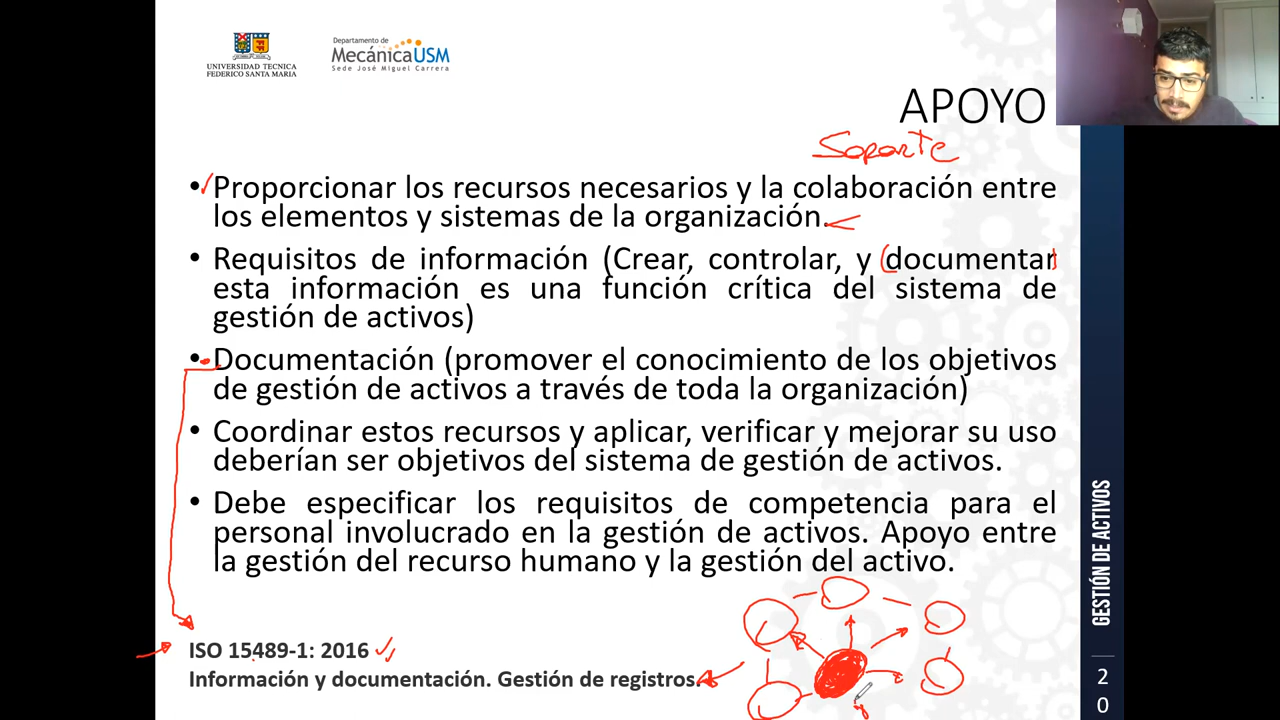 UNIVERSIDAD TECNICA
FEDERICO SANTA MARIA
Departamento de
MecánicaUSM
Sede José Miguel Carrera
APOYO
Soporte
• Proporcionar los recursos necesarios y la colaboración entre
los elementos y sistemas de la organización.
• Requisitos de información (Crear, controlar, y documentar
esta información es una función crítica del sistema de
gestión de activos)
• Documentación (promover el conocimiento de los objetivos
de gestión de activos a través de toda la organización)
• Coordinar estos recursos y aplicar, verificar y mejorar su uso
deberían ser objetivos del sistema de gestión de activos.
• Debe especificar los requisitos de competencia para el
personal involucrado en la gestión de activos. Apoyo entre
la gestión del recurso humano y la gestión del activo.
ISO 15489-1: 2016
Información y documentación. Gestión de registros.
GESTIÓN DE ACTIVOS
2
0